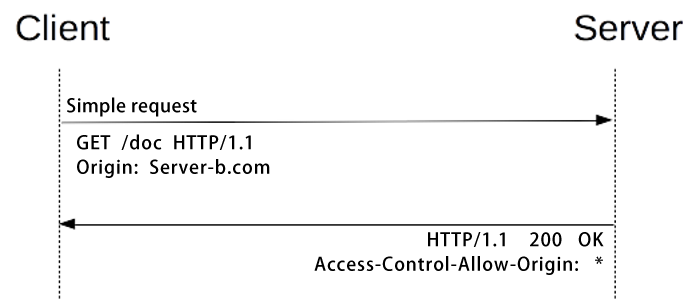 Client
Server
Simple request
GET /doc HTTP/1.1
Origin: Server-b.com
HTTP/1.1 200 OK
Access-Control-Allow-Origin: *